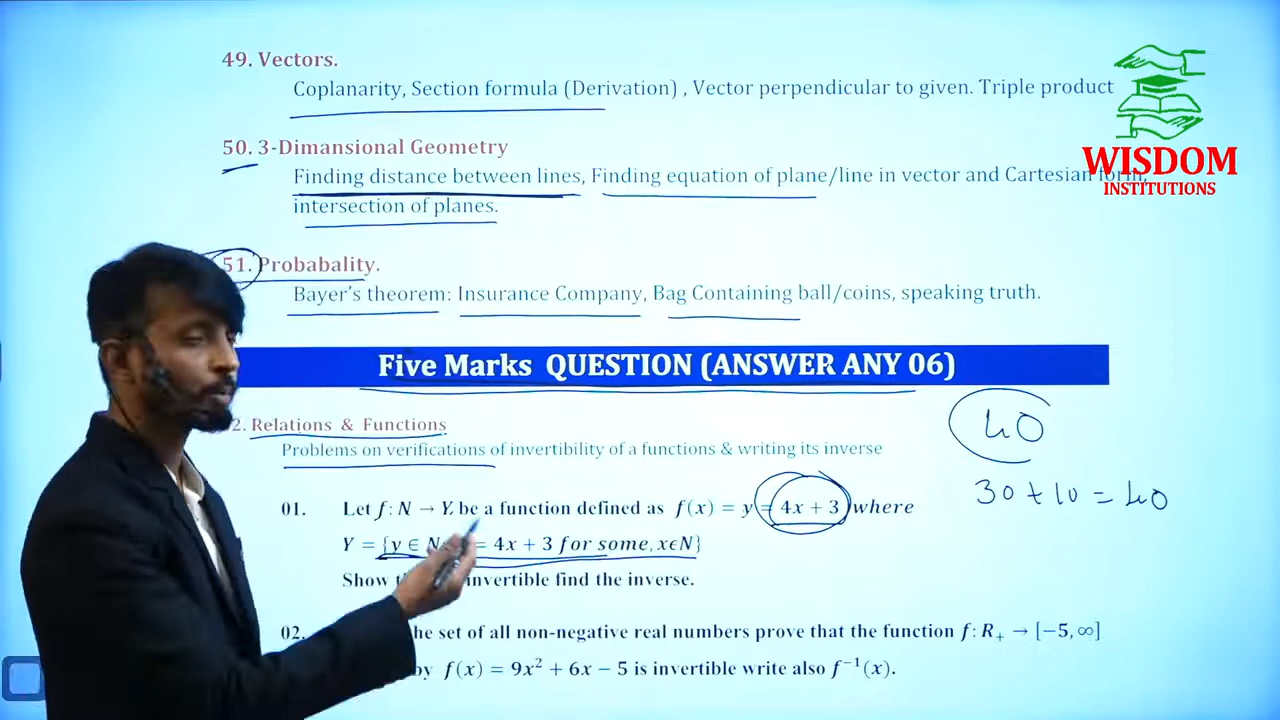 49. Vectors.
Coplanarity, Section formula (Derivation) , Vector perpendicular to given. Triple product
50. 3-Dimansional Geometry
Finding distance between lines, Finding equation of plane/line in vector and Cartesian form,
intersection of planes.
WISDOM
INSTITUTIONS
51. Probabality.
Bayer's theorem: Insurance Company, Bag Containing ball/coins, speaking truth.
Five Marks QUESTION (ANSWER ANY 06)
2. Relations & Functions
Problems on verifications of invertibility of a functions & writing its inverse
40
30 + 10 = 40
01. Let f: N → Y, be a function defined as f(x) = y = 4x + 3 where
Y = {y ∈ N = 4x + 3 for some, xϵN}
Show invertible find the inverse.
02. he set of all non-negative real numbers prove that the function f: R₊ → [−5, ∞]
by f(x) = 9x² + 6x − 5 is invertible write also f⁻¹(x).